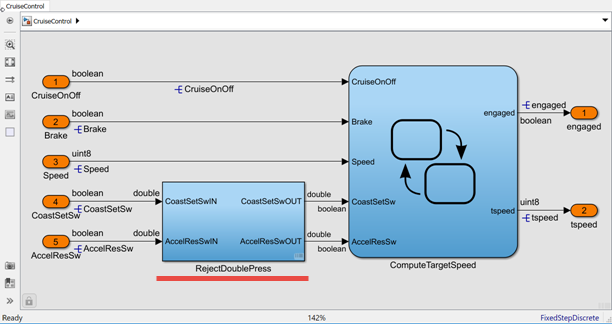 CruiseControl
CruiseControl
boolean
1
CruiseOnOff
CruiseOnOff
CruiseOnOff
boolean
2
Brake
Brake
Brake
uint8
3
Speed
Speed
Speed
boolean
double
4
CoastSetSw
CoastSetSw
CoastSetSwIN
CoastSetSwOUT
double
boolean
CoastSetSw
boolean
double
5
AccelResSw
AccelResSw
AccelResSwIN
AccelResSwOUT
double
boolean
AccelResSw
RejectDoublePress
ComputeTargetSpeed
engaged
engaged
boolean
1
engaged
tspeed
uint8
tspeed
2
tspeed
Ready
142%
FixedStepDiscrete